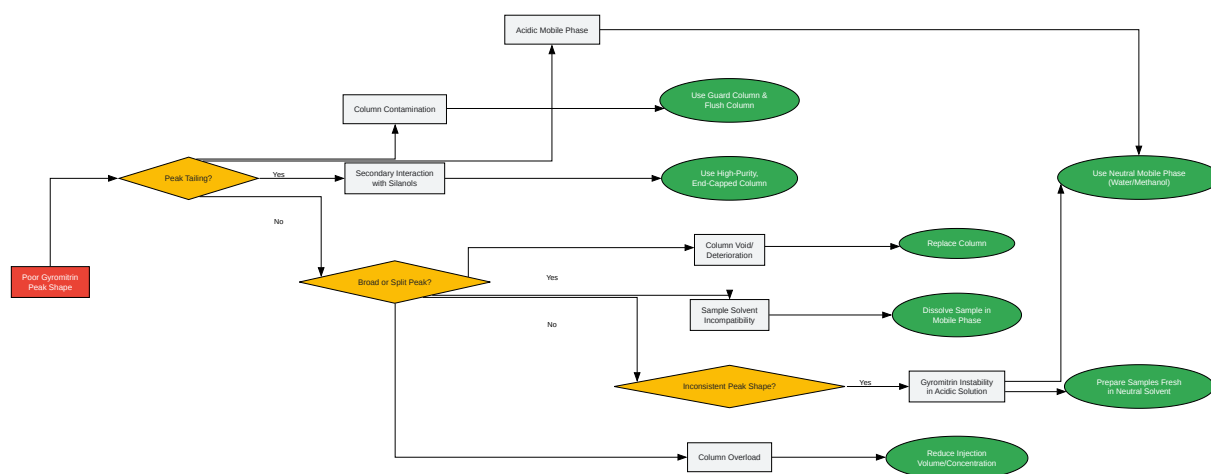 Acidic Mobile Phase
Use Guard Column &
Flush Column
Column Contamination
Peak Tailing?
Yes
Secondary Interaction
with Silanols
Use High-Purity,
End-Capped Column
Use Neutral Mobile Phase
(Water/Methanol)
No
Poor Gyromitrin
Peak Shape
Broad or Split Peak?
Yes
Column Void/
Deterioration
Replace Column
No
Sample Solvent
Incompatibility
Dissolve Sample in
Mobile Phase
Inconsistent Peak Shape?
Yes
Gyromitrin Instability
in Acidic Solution
Prepare Samples Fresh
in Neutral Solvent
Column Overload
Reduce Injection
Volume/Concentration